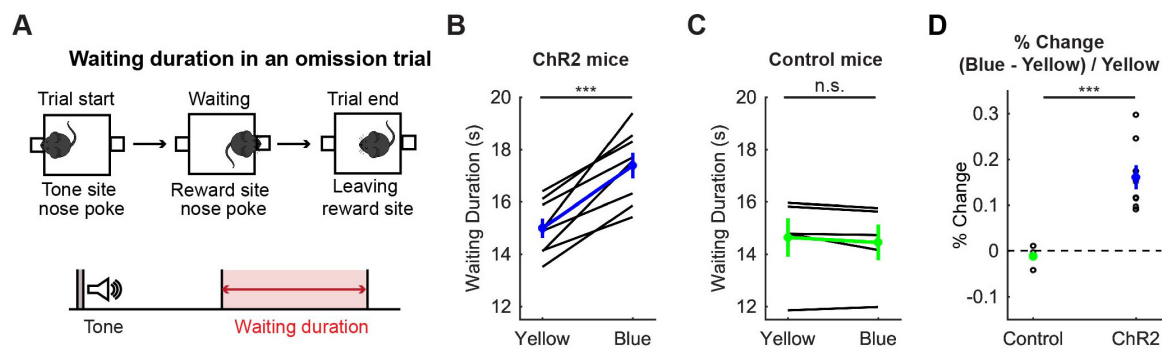 A
Waiting duration in an omission trial
Trial start
Waiting
Trial end
Tone site
nose poke
Reward site
nose poke
Leaving
reward site
Tone
Waiting duration
B
ChR2 mice
***
Waiting Duration (s)
20
18
16
14
12
Yellow
Blue
C
Control mice
n.s.
Waiting Duration (s)
20
18
16
14
12
Yellow
Blue
D
% Change
(Blue - Yellow) / Yellow
***
% Change
0.3
0.2
0.1
0
-0.1
Control
ChR2